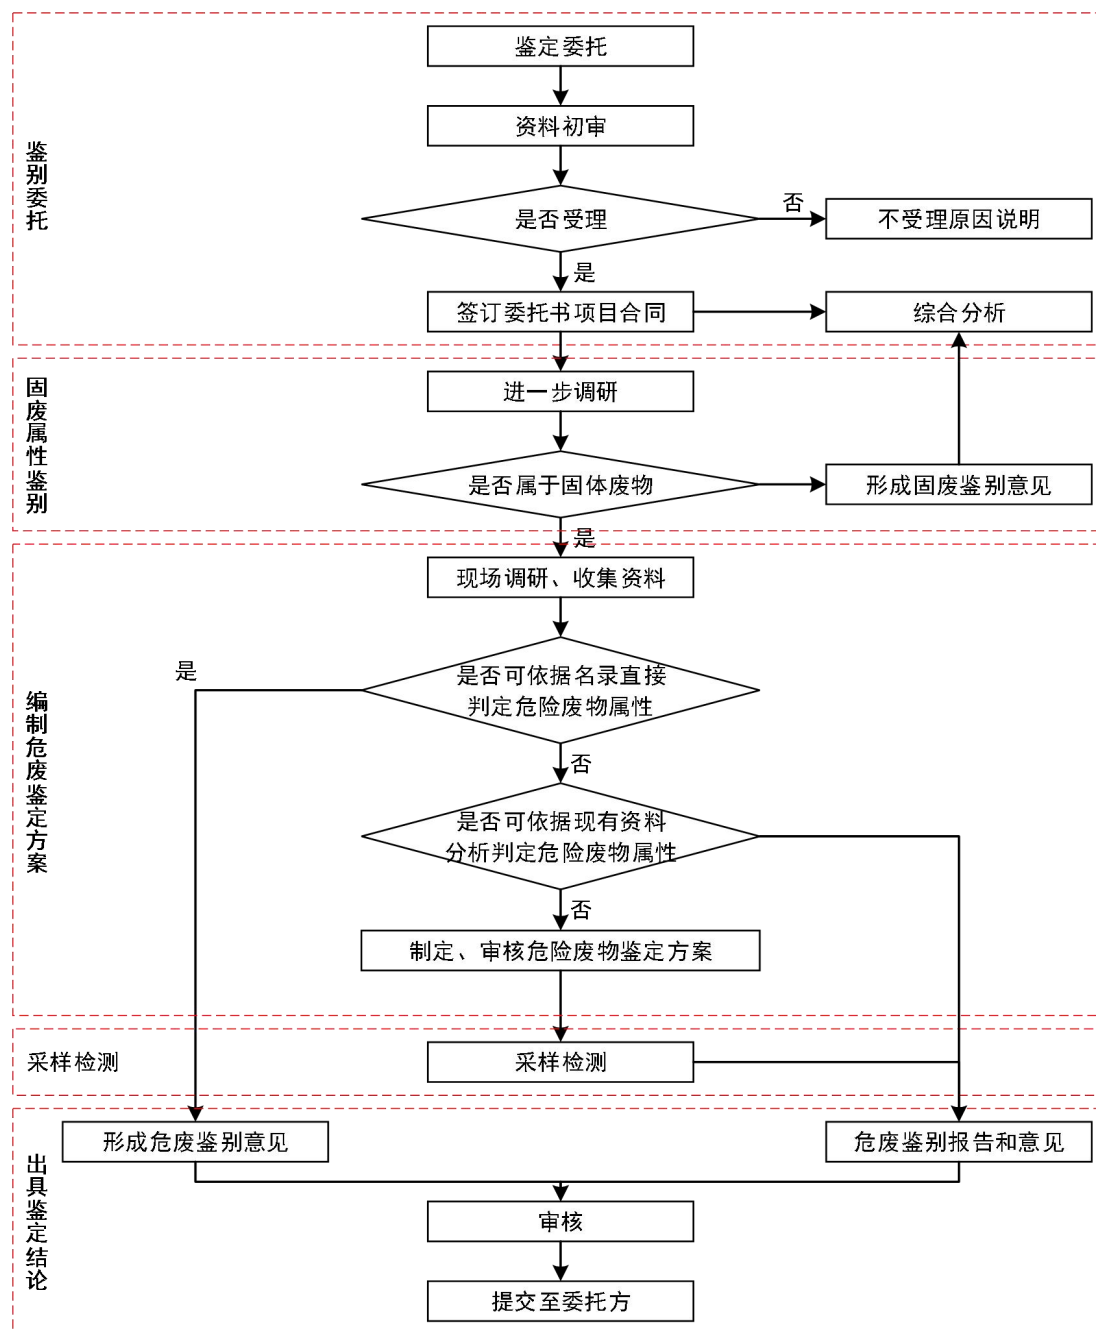 鉴别委托
鉴定委托
资料初审
是否受理
否
不受理原因说明
是
签订委托书项目合同
综合分析
固废属性鉴别
进一步调研
是否属于固体废物
形成固废鉴别意见
是
编制危废鉴定方案
现场调研、收集资料
是
是否可依据名录直接
判定危险废物属性
否
是否可依据现有资料
分析判定危险废物属性
否
制定、审核危险废物鉴定方案
采样检测
采样检测
出具鉴定结论
形成危废鉴别意见
危废鉴别报告和意见
审核
提交至委托方